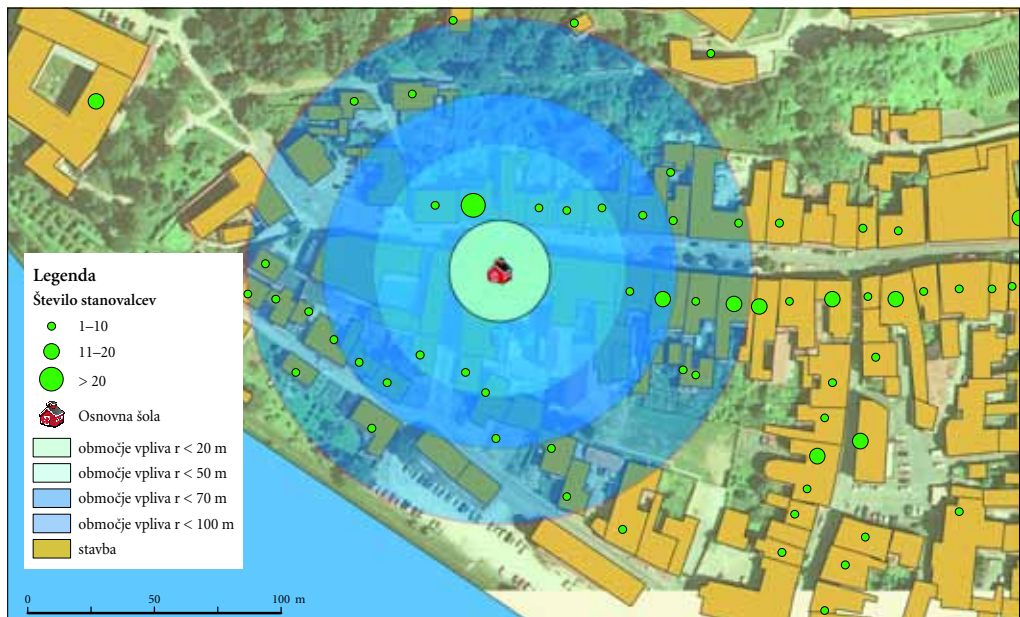 Legenda
Število stanovalcev
1–10
11–20
> 20
Osnovna šola
območje vpliva r < 20 m
območje vpliva r < 50 m
območje vpliva r < 70 m
območje vpliva r < 100 m
stavba
0 50 100 m